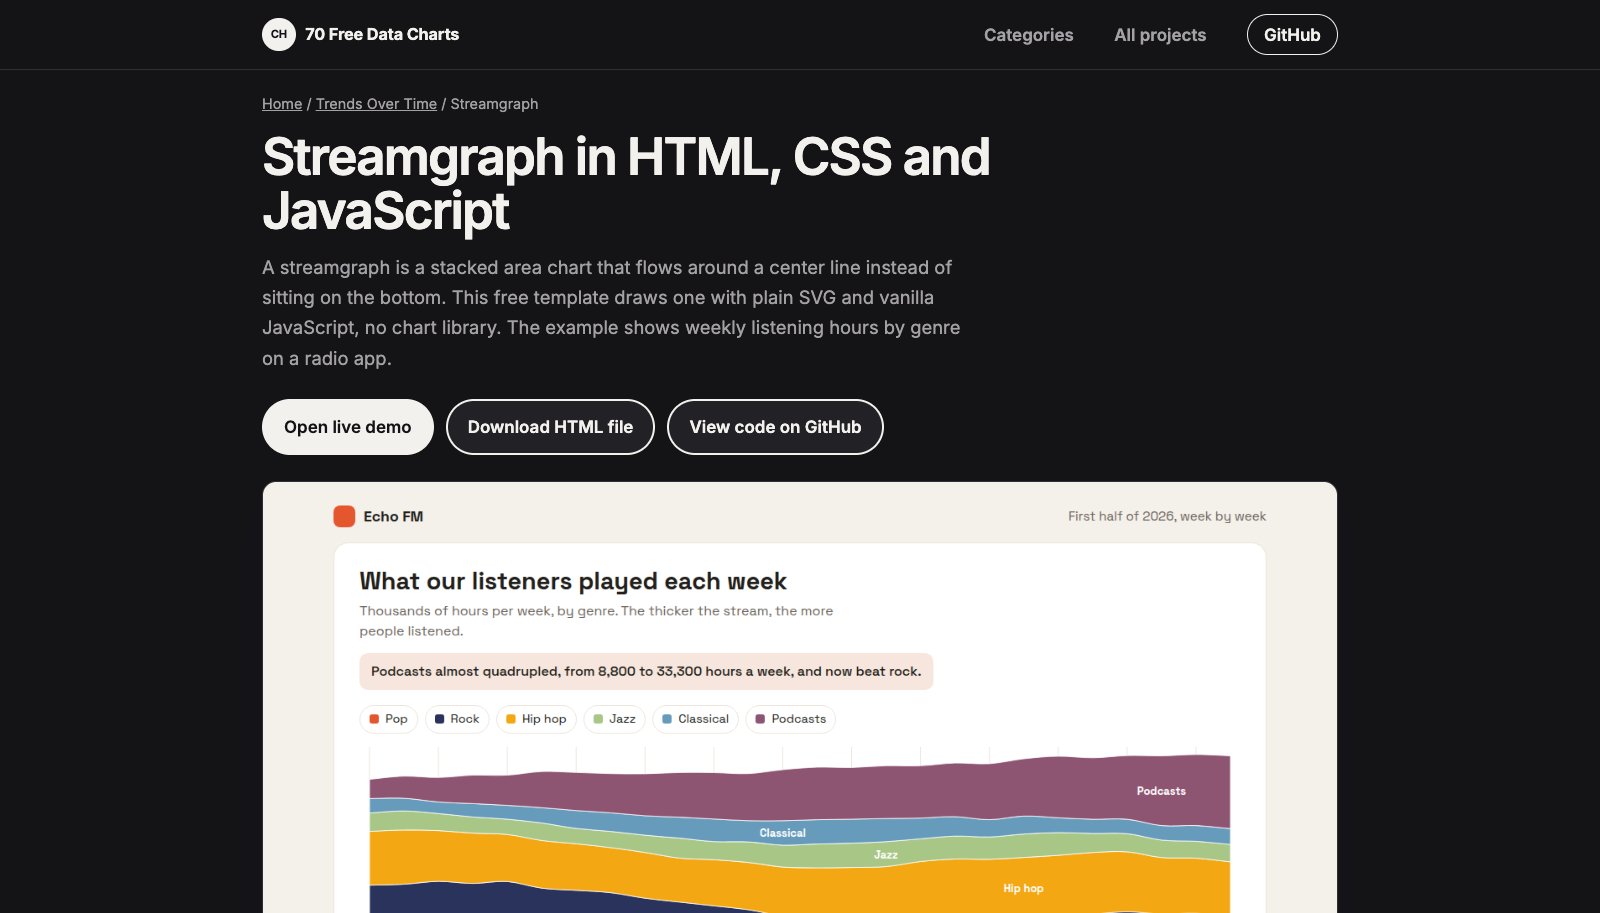 CH 70 Free Data Charts
Categories
All projects
GitHub
Home / Trends Over Time / Streamgraph
Streamgraph in HTML, CSS and
JavaScript
A streamgraph is a stacked area chart that flows around a center line instead of
sitting on the bottom. This free template draws one with plain SVG and vanilla
JavaScript, no chart library. The example shows weekly listening hours by genre
on a radio app.
Open live demo
Download HTML file
View code on GitHub
Echo FM
First half of 2026, week by week
What our listeners played each week
Thousands of hours per week, by genre. The thicker the stream, the more
people listened.
Podcasts almost quadrupled, from 8,800 to 33,300 hours a week, and now beat rock.
Pop
Rock
Hip hop
Jazz
Classical
Podcasts
Podcasts
Classical
Jazz
Hip hop